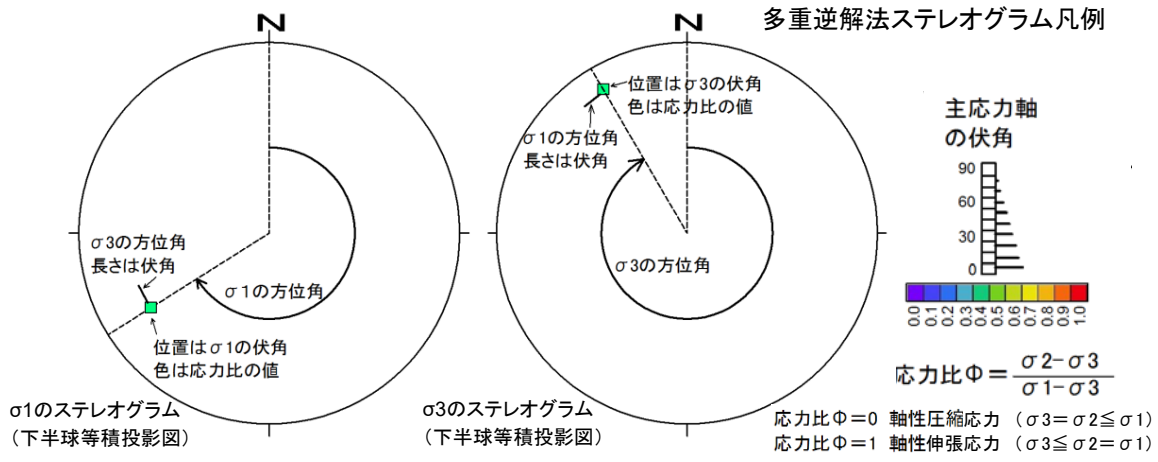 多重逆解法ステレオグラム凡例
N
σ3の方位角
長さは伏角
σ1の方位角
位置はσ1の伏角
色は応力比の値
σ1のステレオグラム
（下半球等積投影図）
N
位置はσ3の伏角
色は応力比の値
σ1の方位角
長さは伏角
σ3の方位角
σ3のステレオグラム
（下半球等積投影図）
主応力軸
の伏角
90
60
30
0
0.0 0.1 0.2 0.3 0.4 0.5 0.6 0.7 0.8 0.9 1.0
応力比Φ＝σ2－σ3
σ1－σ3
応力比Φ＝0 軸性圧縮応力 （σ3＝σ2≦σ1）
応力比Φ＝1 軸性伸張応力 （σ3≦σ2＝σ1）